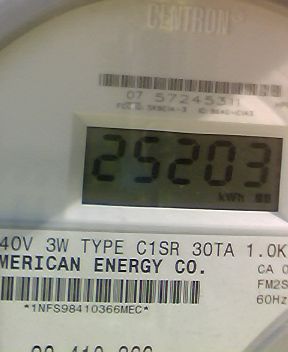 CENTRON
07 57245311
25203
kWh
40V 3W TYPE C1SR 30TA 1.0K
MERICAN ENERGY CO.
CA 0
FM2S
*1NFS98410366MEC*
60Hz